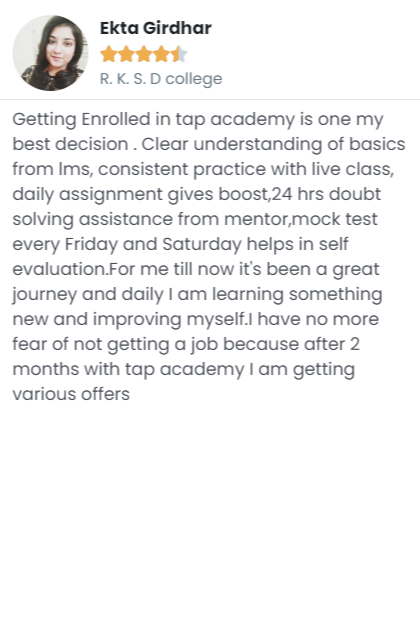 Ekta Girdhar
R. K. S. D college
Getting Enrolled in tap academy is one my
best decision . Clear understanding of basics
from lms, consistent practice with live class,
daily assignment gives boost,24 hrs doubt
solving assistance from mentor,mock test
every Friday and Saturday helps in self
evaluation.For me till now it's been a great
journey and daily I am learning something
new and improving myself.I have no more
fear of not getting a job because after 2
months with tap academy I am getting
various offers